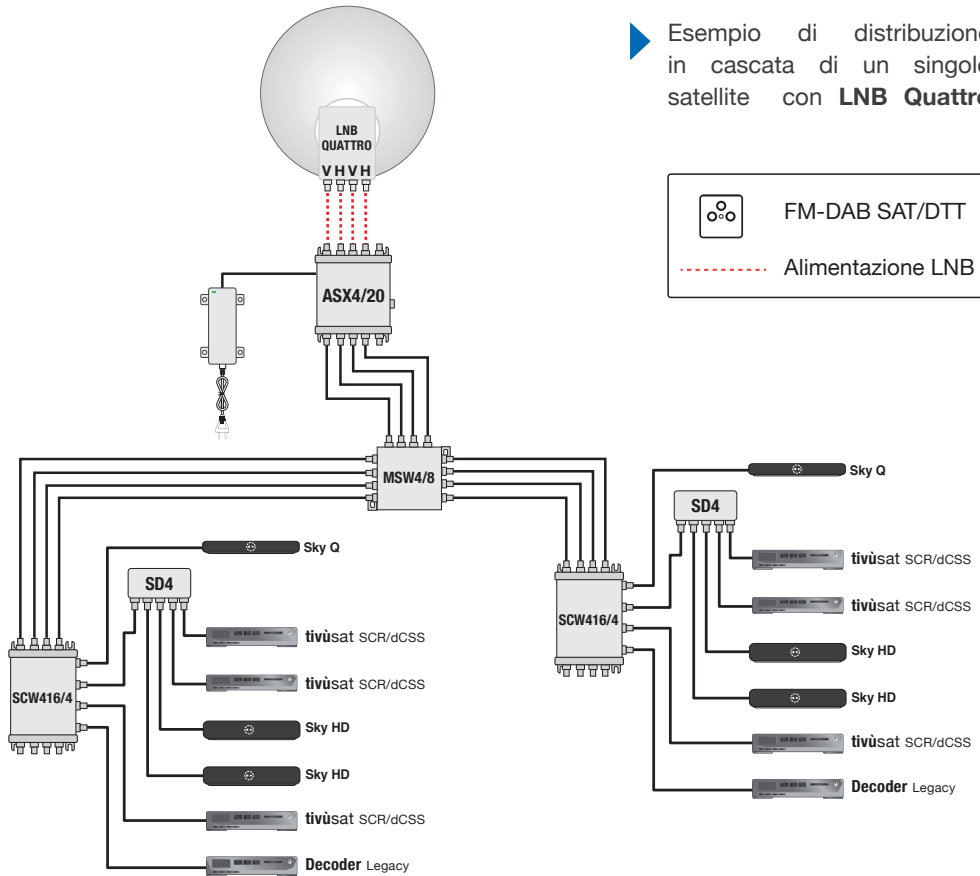 Esempio di distribuzione
in cascata di un singolo
satellite con LNB Quattro
FM-DAB SAT/DTT
Alimentazione LNB
LNB
QUATTRO
V H V H
ASX4/20
MSW4/8
Sky Q
SD4
tivùsat SCR/dCSS
tivùsat SCR/dCSS
SCW416/4
Sky HD
Sky HD
tivùsat SCR/dCSS
Decoder Legacy
Sky Q
SD4
tivùsat SCR/dCSS
tivùsat SCR/dCSS
SCW416/4
Sky HD
Sky HD
tivùsat SCR/dCSS
Decoder Legacy